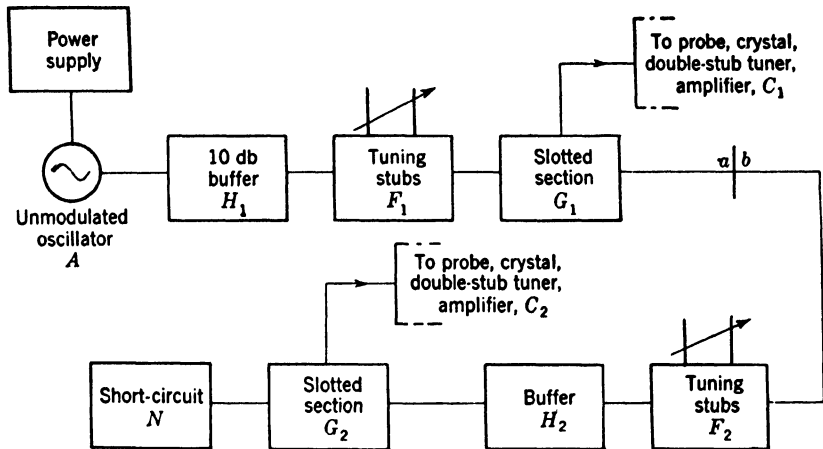 Power
supply
To probe, crystal,
double-stub tuner,
amplifier, C1
10 db
buffer
H1
Tuning
stubs
F1
Slotted
section
G1
a b
Unmodulated
oscillator
A
To probe, crystal,
double-stub tuner,
amplifier, C2
Short-circuit
N
Slotted
section
G2
Buffer
H2
Tuning
stubs
F2